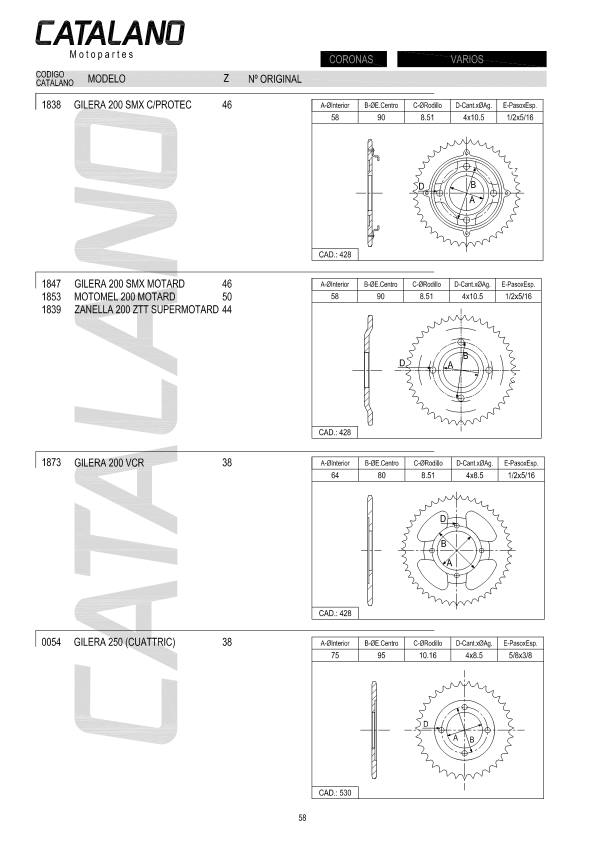 CATALANO
Motopartes
CORONAS VARIOS
CODIGO CATALANO MODELO Z Nº ORIGINAL
1838 GILERA 200 SMX C/PROTEC 46
A-ØInterior B-ØE.Centro C-ØRodillo D-Cant.xØAg. E-PasoxEsp.
58 90 8.51 4x10.5 1/2x5/16
D B A
CAD.: 428
1847 GILERA 200 SMX MOTARD 46
1853 MOTOMEL 200 MOTARD 50
1839 ZANELLA 200 ZTT SUPERMOTARD 44
A-ØInterior B-ØE.Centro C-ØRodillo D-Cant.xØAg. E-PasoxEsp.
58 90 8.51 4x10.5 1/2x5/16
D B A
CAD.: 428
1873 GILERA 200 VCR 38
A-ØInterior B-ØE.Centro C-ØRodillo D-Cant.xØAg. E-PasoxEsp.
64 80 8.51 4x8.5 1/2x5/16
D B A
CAD.: 428
0054 GILERA 250 (CUATTRIC) 38
A-ØInterior B-ØE.Centro C-ØRodillo D-Cant.xØAg. E-PasoxEsp.
75 95 10.16 4x8.5 5/8x3/8
D A B
CAD.: 530
CATALANO
58